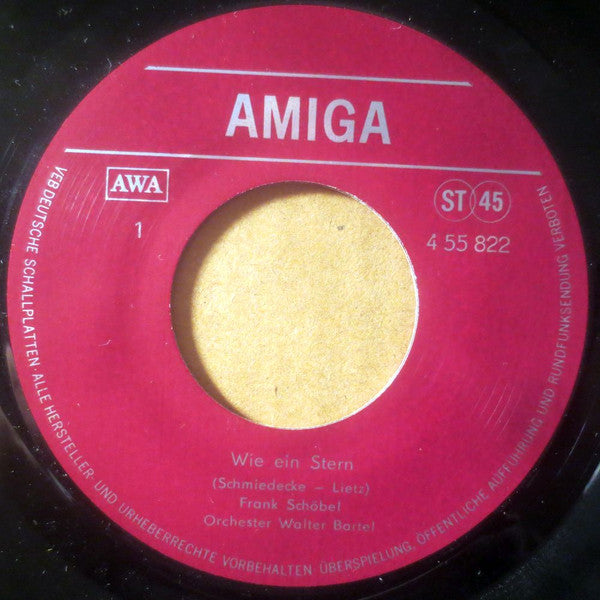 AMIGA
AWA
ST 45
1
4 55 822
Wie ein Stern
(Schmiedecke – Lietz)
Frank Schöbel
Orchester Walter Bartel
VEB DEUTSCHE SCHALLPLATTEN · ALLE HERSTELLER- UND URHEBERRECHTE VORBEHALTEN ÜBERSPIELUNG, ÖFFENTLICHE AUFFÜHRUNG UND RUNDFUNKSENDUNG VERBOTEN